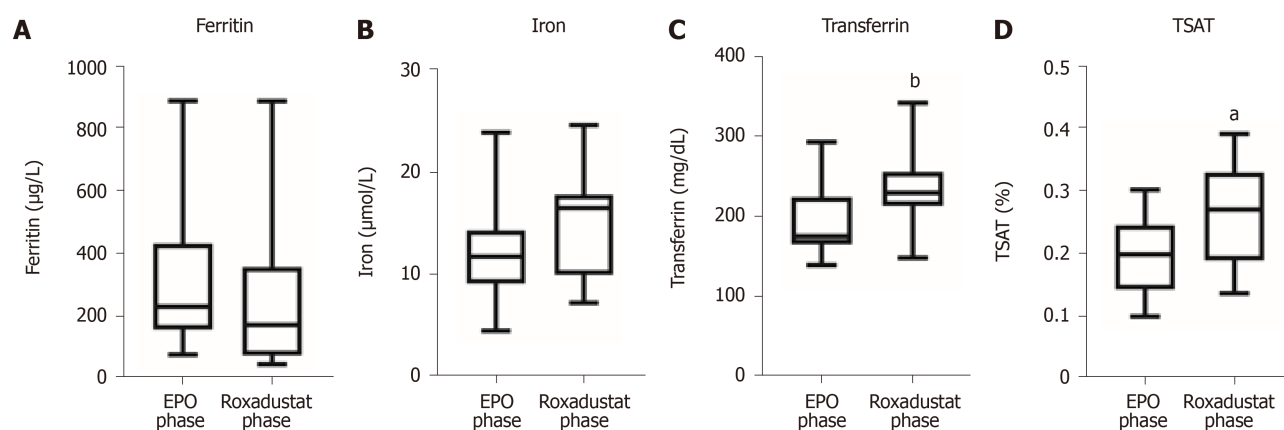 A
Ferritin
Ferritin (µg/L)
1000
800
600
400
200
0
EPO
phase
Roxadustat
phase
B
Iron
Iron (µmol/L)
30
20
10
0
EPO
phase
Roxadustat
phase
C
Transferrin
Transferrin (mg/dL)
400
300
200
100
0
b
EPO
phase
Roxadustat
phase
D
TSAT
TSAT (%)
0.5
0.4
0.3
0.2
0.1
0
a
EPO
phase
Roxadustat
phase